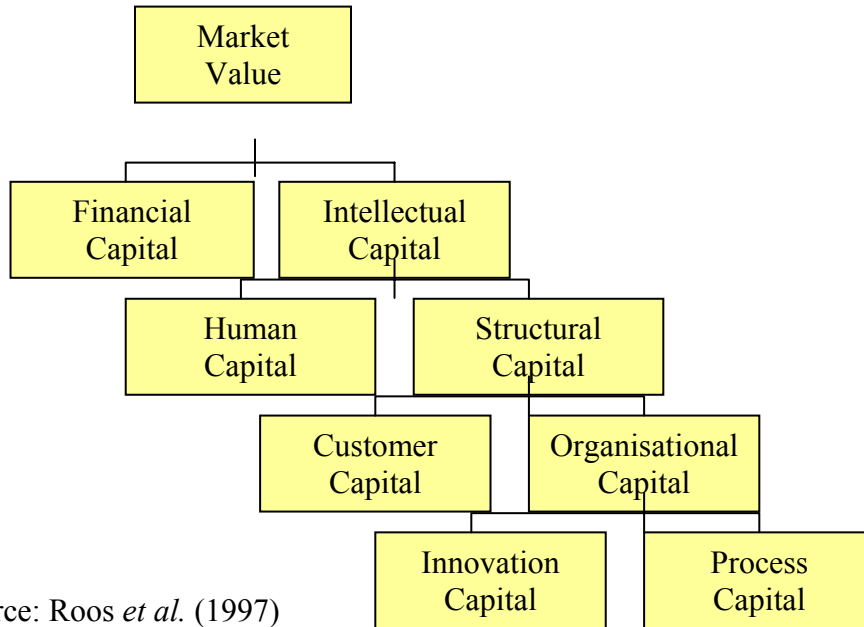 Market
Value
Financial
Capital
Intellectual
Capital
Human
Capital
Structural
Capital
Customer
Capital
Organisational
Capital
Innovation
Capital
Process
Capital
rce: Roos et al. (1997)